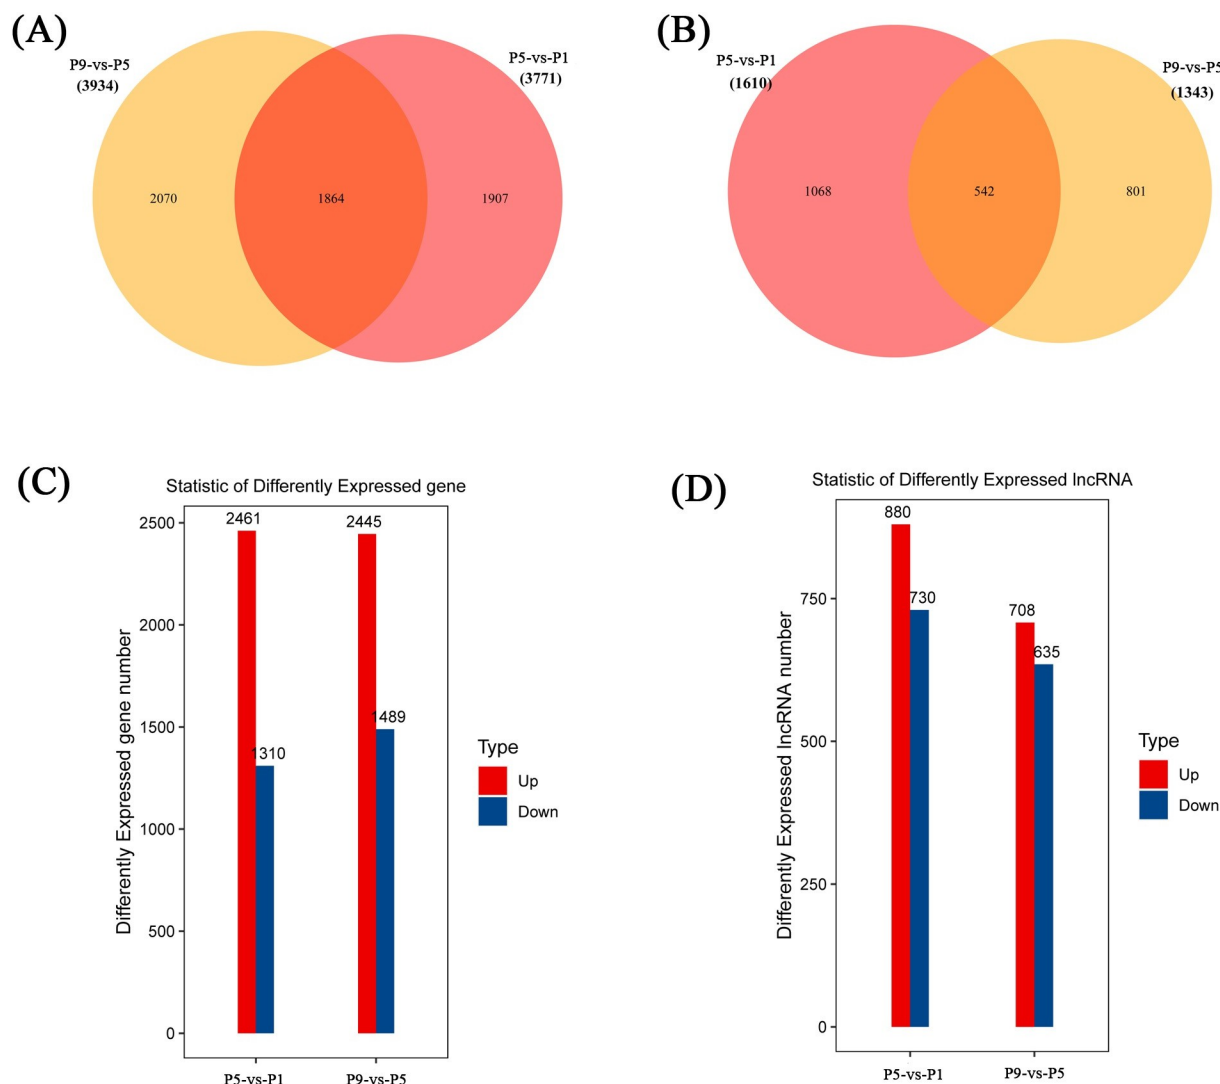 (A)
P9-vs-P5
(3934)
P5-vs-P1
(3771)
2070
1864
1907
(B)
P5-vs-P1
(1610)
P9-vs-P5
(1343)
1068
542
801
(C)
Statistic of Differently Expressed gene
Differently Expressed gene number
2500
2000
1500
1000
500
0
2461
1310
2445
1489
P5-vs-P1
P9-vs-P5
Type
Up
Down
(D)
Statistic of Differently Expressed lncRNA
Differently Expressed lncRNA number
750
500
250
0
880
730
708
635
P5-vs-P1
P9-vs-P5
Type
Up
Down